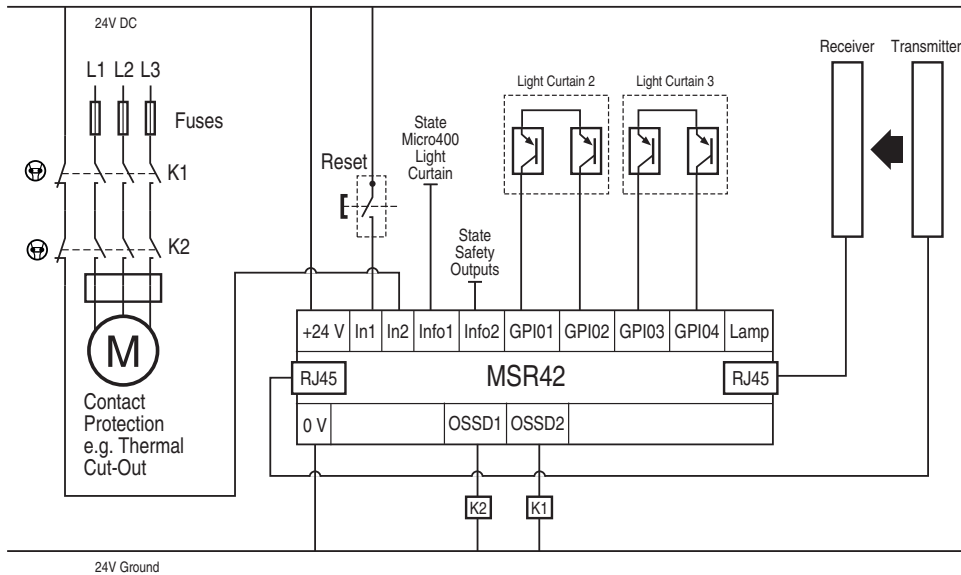 24V DC
L1 L2 L3
Fuses
K1
K2
M
Contact
Protection
e.g. Thermal
Cut-Out
Reset
State
Micro400
Light
Curtain
State
Safety
Outputs
Light Curtain 2
Light Curtain 3
Receiver
Transmitter
+24 V In1 In2 Info1 Info2 GPI01 GPI02 GPI03 GPI04 Lamp
RJ45 MSR42 RJ45
0 V OSSD1 OSSD2
K2 K1
24V Ground